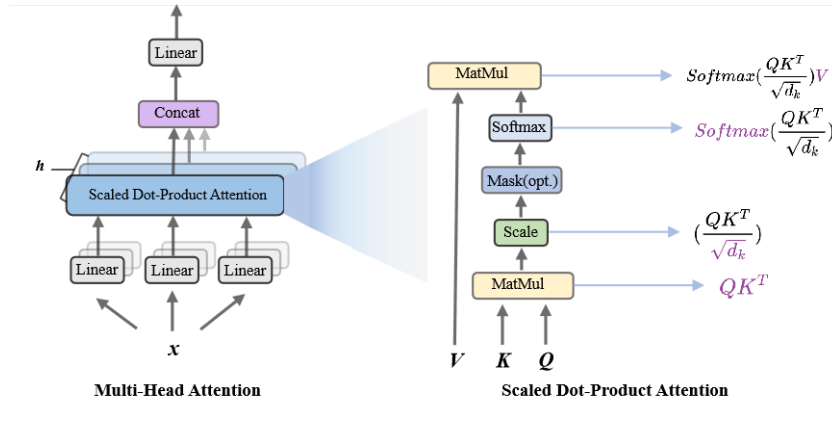 Linear
Concat
h
Scaled Dot-Product Attention
Linear
Linear
Linear
x
Multi-Head Attention
MatMul
Softmax(QK^T/√d_k)V
Softmax
Softmax(QK^T/√d_k)
Mask(opt.)
Scale
(QK^T/√d_k)
MatMul
QK^T
V K Q
Scaled Dot-Product Attention